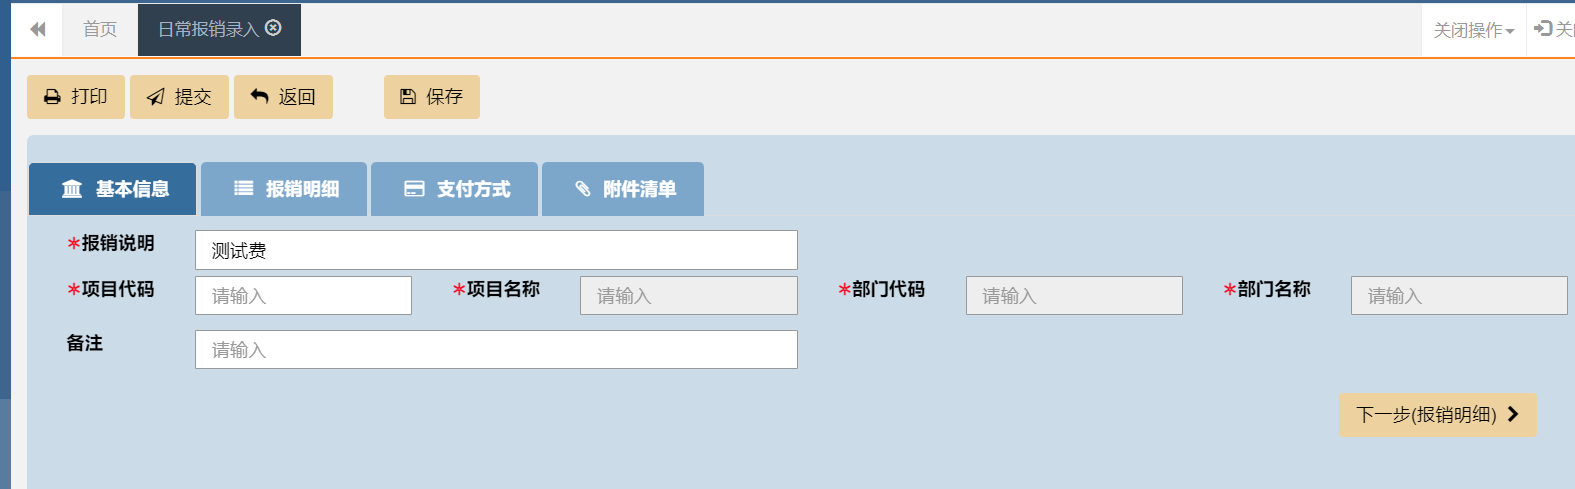 首页 日常报销录入 关闭操作
打印 提交 返回 保存
基本信息 报销明细 支付方式 附件清单
*报销说明 测试费
*项目代码 请输入 *项目名称 请输入 *部门代码 请输入 *部门名称 请输入
备注 请输入
下一步(报销明细)